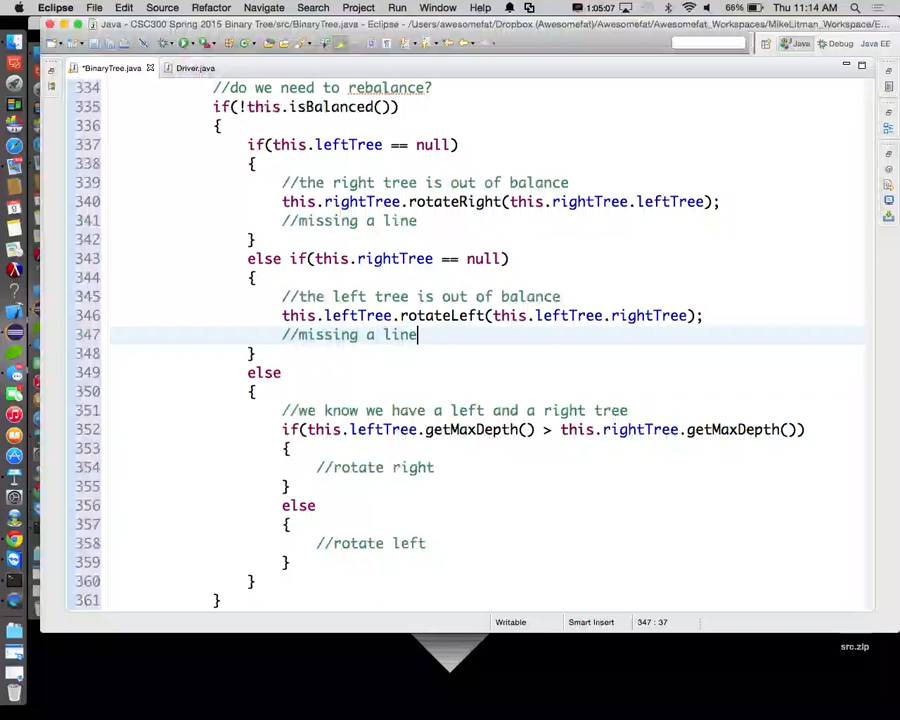 Eclipse File Edit Source Refactor Navigate Search Project Run Window Help 1:05:07 66% Thu 11:14 AM
Java - CSC300 Spring 2015 Binary Tree/src/BinaryTree.java - Eclipse - /Users/awesomefat/Dropbox (Awesomefat)/Awesomefat/Awesomefat_Workspaces/MikeLitman_Workspace/E...
Java Debug Java EE
*BinaryTree.java Driver.java
334 //do we need to rebalance?
335 if(!this.isBalanced())
336 {
337 if(this.leftTree == null)
338 {
339 //the right tree is out of balance
340 this.rightTree.rotateRight(this.rightTree.leftTree);
341 //missing a line
342 }
343 else if(this.rightTree == null)
344 {
345 //the left tree is out of balance
346 this.leftTree.rotateLeft(this.leftTree.rightTree);
347 //missing a line
348 }
349 else
350 {
351 //we know we have a left and a right tree
352 if(this.leftTree.getMaxDepth() > this.rightTree.getMaxDepth())
353 {
354 //rotate right
355 }
356 else
357 {
358 //rotate left
359 }
360 }
361 }
Writable Smart Insert 347 : 37
src.zip